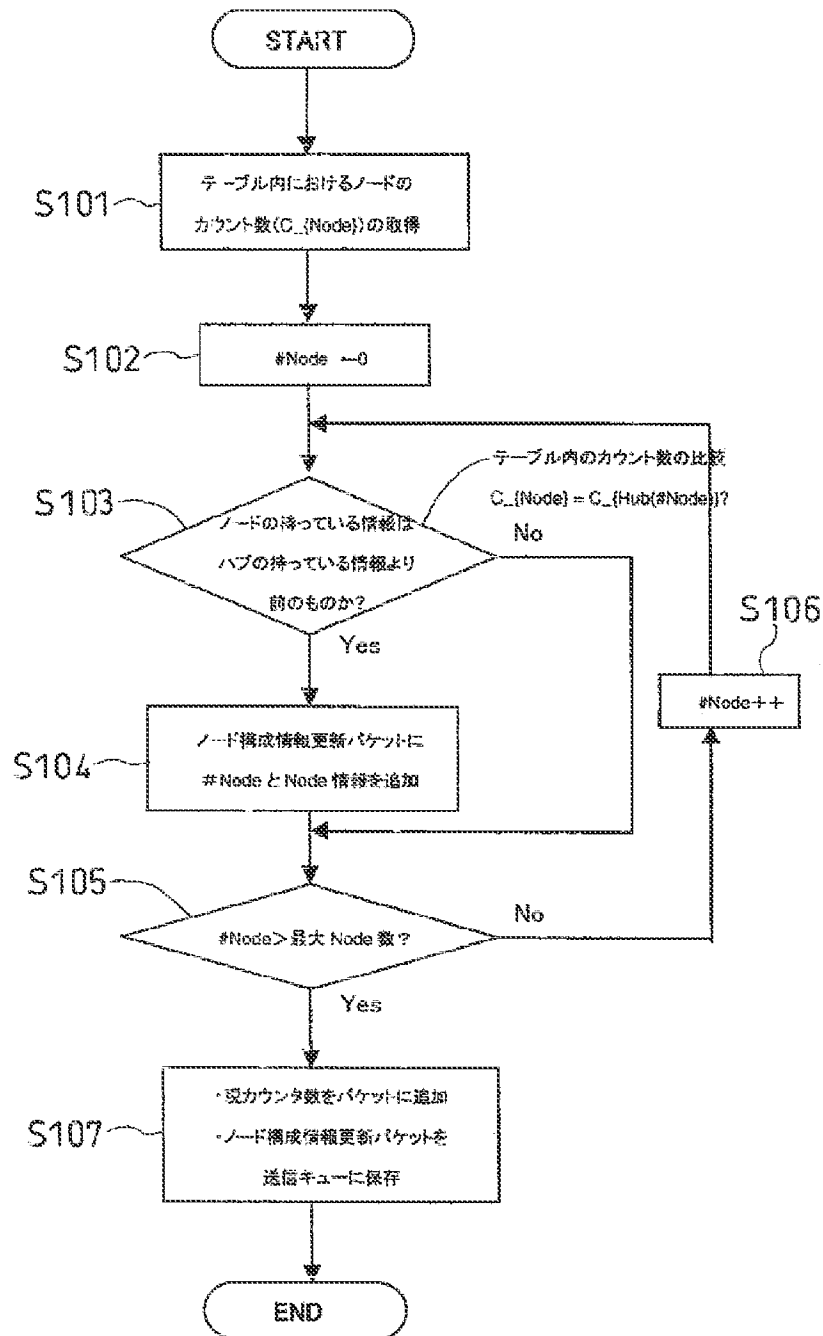 START
S101
テーブル内におけるノードの
カウント数(C_{Node})の取得
S102
#Node ←0
テーブル内のカウント数の比較
C_{Node} = C_{Hub(#Node)}?
S103
ノードの持っている情報は
ハブの持っている情報より
前のものか?
No
Yes
S106
#Node++
S104
ノード構成情報更新パケットに
#Node と Node 情報を追加
S105
#Node> 最大 Node 数?
No
Yes
S107
・現カウンタ数をパケットに追加
・ノード構成情報更新パケットを
送信キューに保存
END